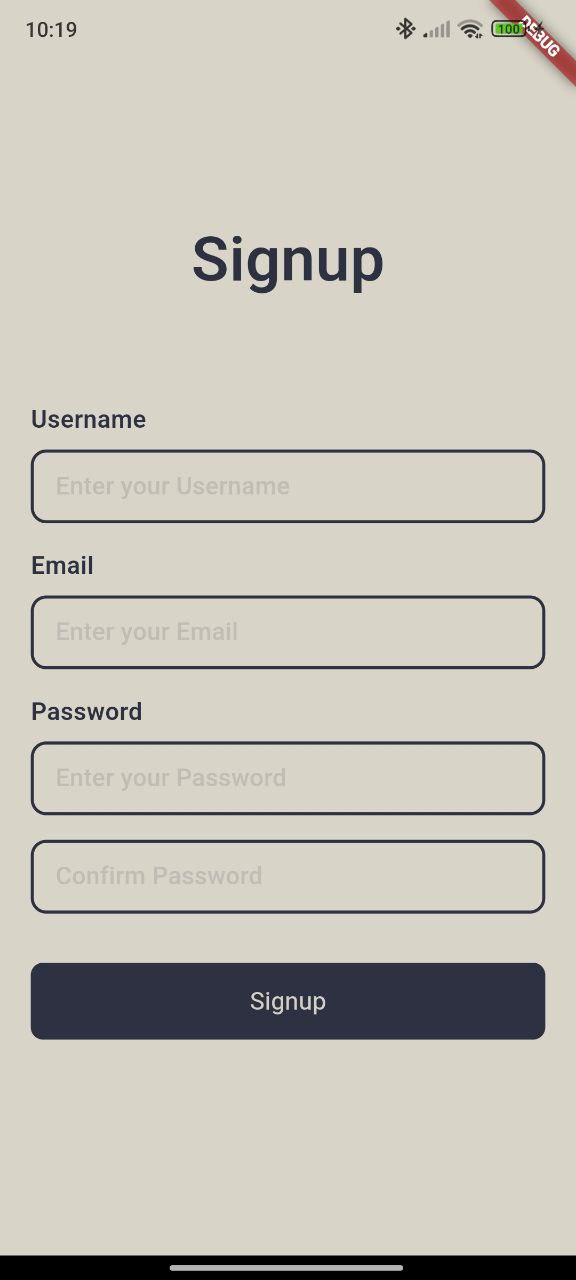 10:19
100
DEBUG
Signup
Username
Enter your Username
Email
Enter your Email
Password
Enter your Password
Confirm Password
Signup